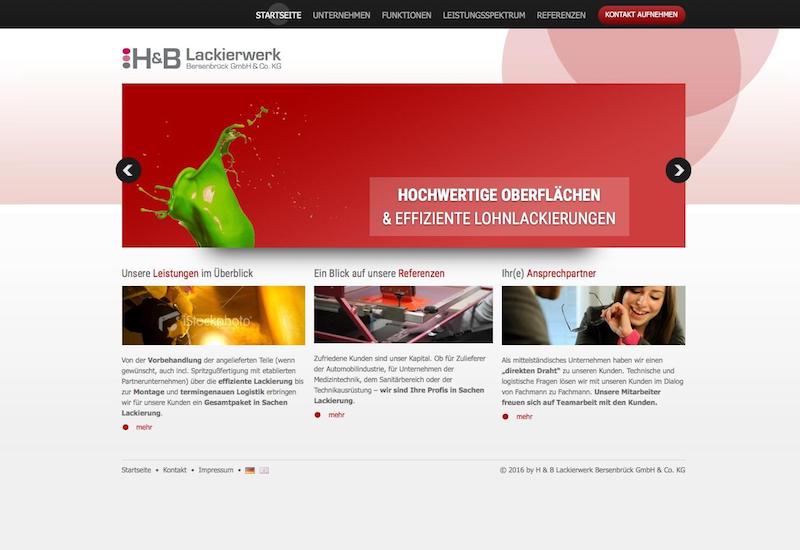 STARTSEITE UNTERNEHMEN FUNKTIONEN LEISTUNGSSPEKTRUM REFERENZEN KONTAKT AUFNEHMEN
H&B Lackierwerk
Bersenbrück GmbH & Co. KG
HOCHWERTIGE OBERFLÄCHEN
& EFFIZIENTE LOHNLACKIERUNGEN
Unsere Leistungen im Überblick
iStockphoto
Von der Vorbehandlung der angelieferten Teile (wenn
gewünscht, auch incl. Spritzgußfertigung mit etablierten
Partnerunternehmen) über die effiziente Lackierung bis
zur Montage und termingenauen Logistik erbringen
wir für unsere Kunden ein Gesamtpaket in Sachen
Lackierung.
mehr
Ein Blick auf unsere Referenzen
Zufriedene Kunden sind unser Kapital. Ob für Zulieferer
der Automobilindustrie, für Unternehmen der
Medizintechnik, dem Sanitärbereich oder der
Technikausrüstung – wir sind Ihre Profis in Sachen
Lackierung.
mehr
Ihr(e) Ansprechpartner
Als mittelständisches Unternehmen haben wir einen
„direkten Draht“ zu unseren Kunden. Technische und
logistische Fragen lösen wir mit unseren Kunden im Dialog
von Fachmann zu Fachmann. Unsere Mitarbeiter
freuen sich auf Teamarbeit mit den Kunden.
mehr
Startseite • Kontakt • Impressum •
© 2016 by H & B Lackierwerk Bersenbrück GmbH & Co. KG